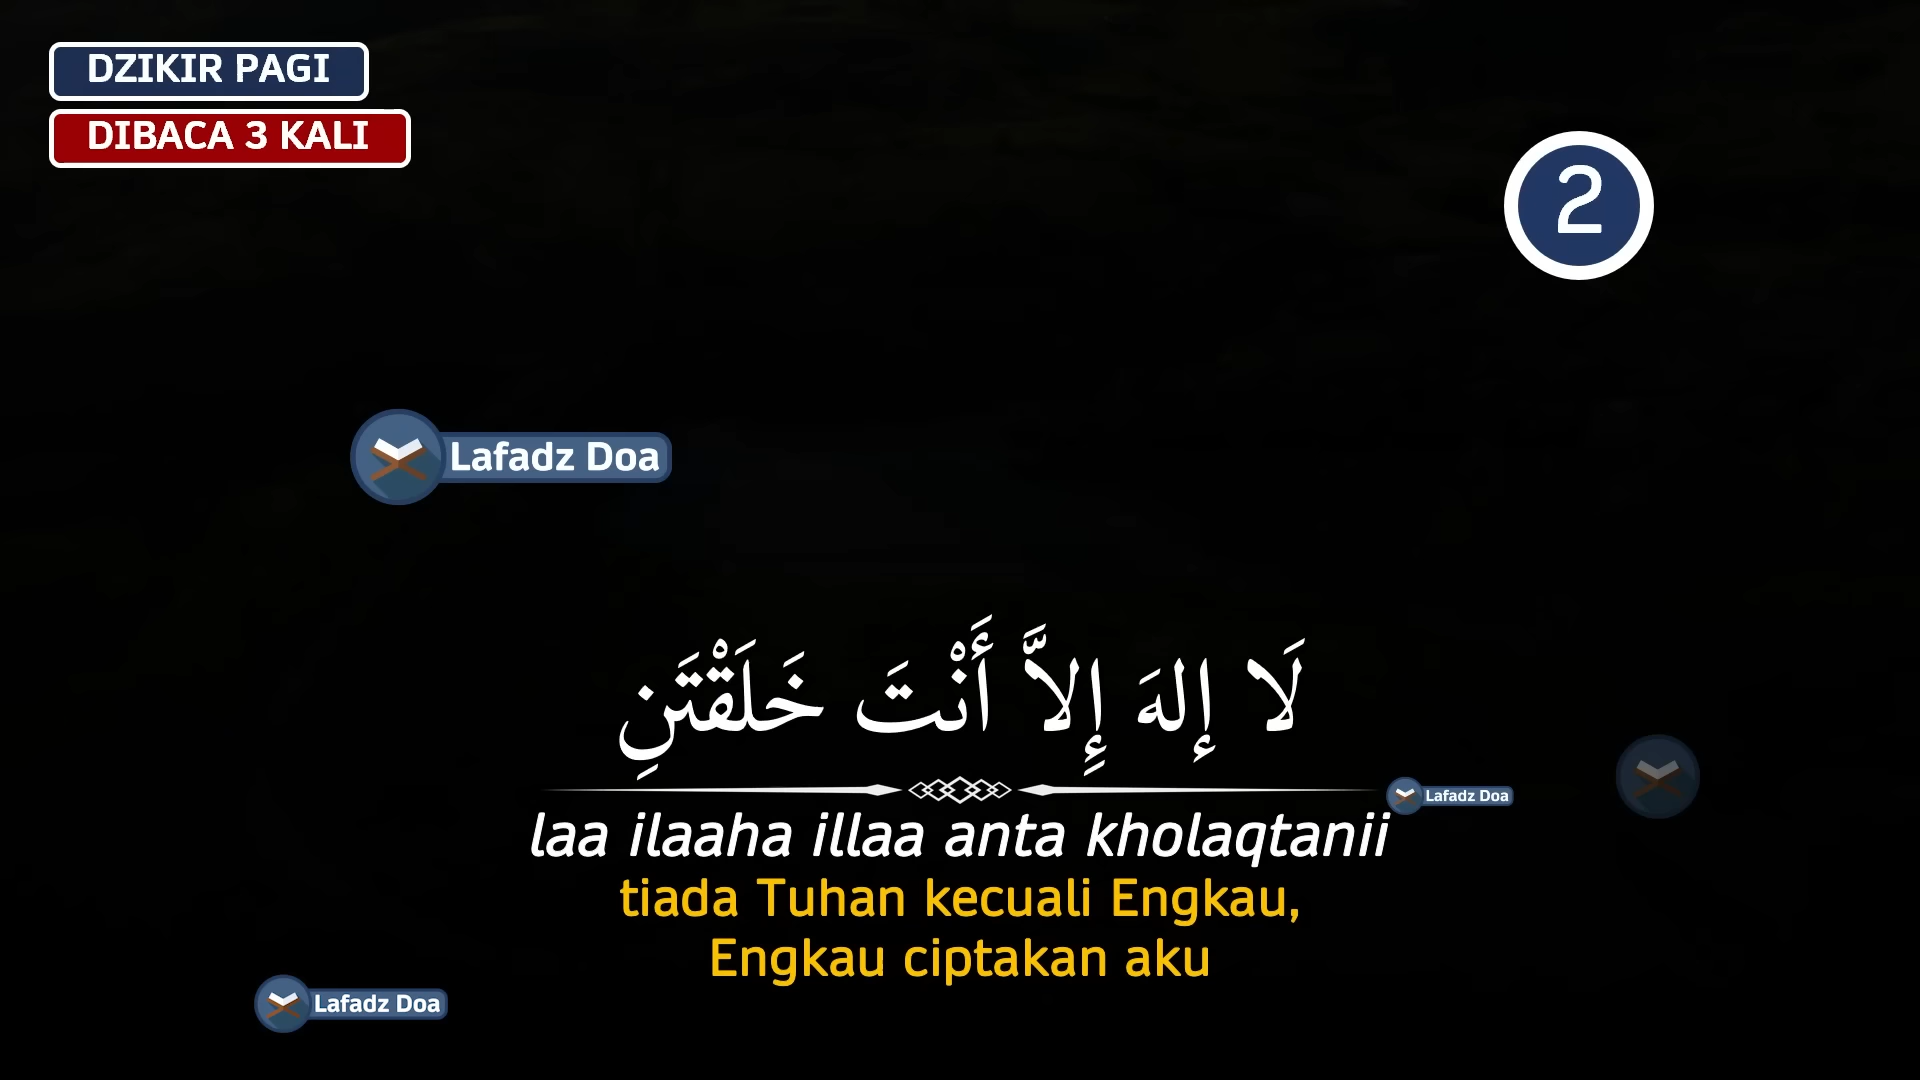 DZIKIR PAGI
DIBACA 3 KALI
2
Lafadz Doa
لَا إِلهَ إِلاَّ أَنْتَ خَلَقْتَنِ
Lafadz Doa
laa ilaaha illaa anta kholaqtanii
tiada Tuhan kecuali Engkau,
Engkau ciptakan aku
Lafadz Doa